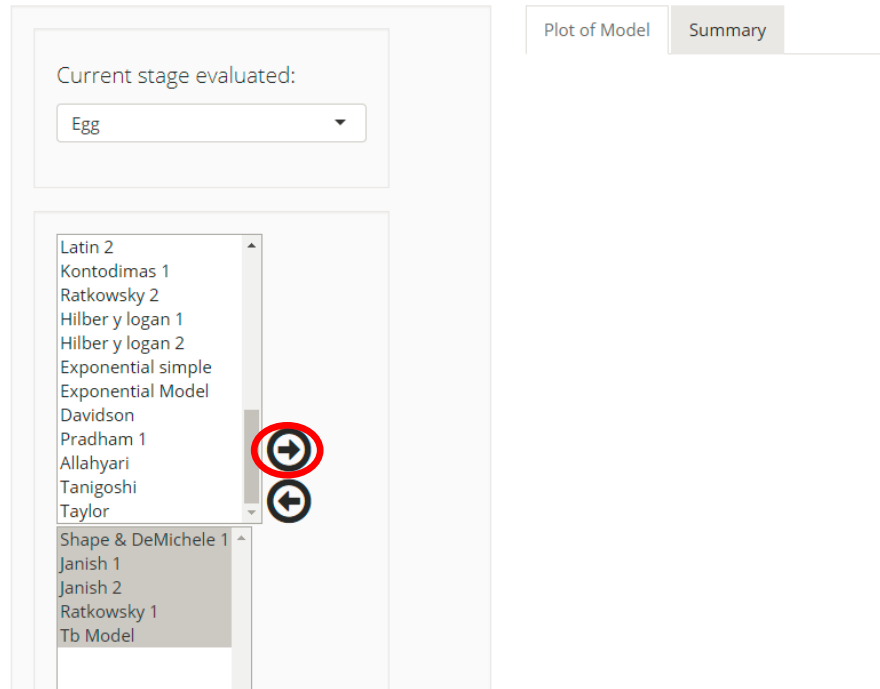 Current stage evaluated:
Egg
Latin 2
Kontodimas 1
Ratkowsky 2
Hilber y logan 1
Hilber y logan 2
Exponential simple
Exponential Model
Davidson
Pradham 1
Allahyari
Tanigoshi
Taylor
Shape & DeMichele 1
Janish 1
Janish 2
Ratkowsky 1
Tb Model
Plot of Model Summary